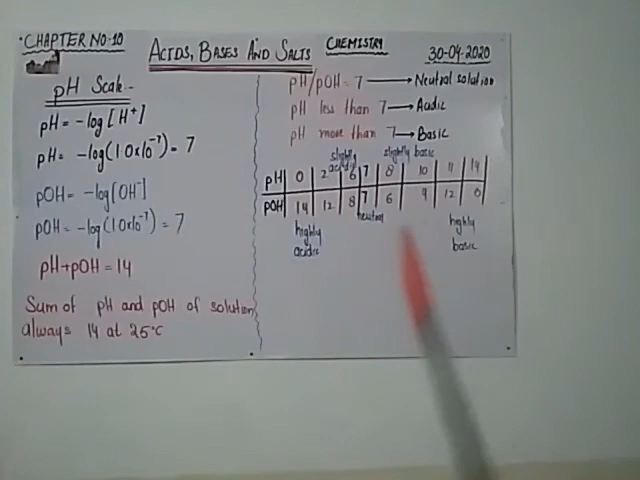 CHAPTER NO:10
ACIDS, BASES AND SALTS
CHEMISTRY
30-04-2020
pH Scale:-
pH = -log[H+]
pH = -log(1.0×10⁻⁷) = 7
pOH = -log[OH⁻]
pOH = -log(1.0×10⁻⁷) = 7
pH+pOH = 14
Sum of pH and pOH of solution
always 14 at 25°C
pH/pOH = 7 → Neutral solution
pH less than 7 → Acidic
pH more than 7 → Basic
slightly acidic slightly basic
pH 0 2 6 7 8 10 11 14
pOH 14 12 8 7 6 9 12 0
neutral
highly acidic
highly basic